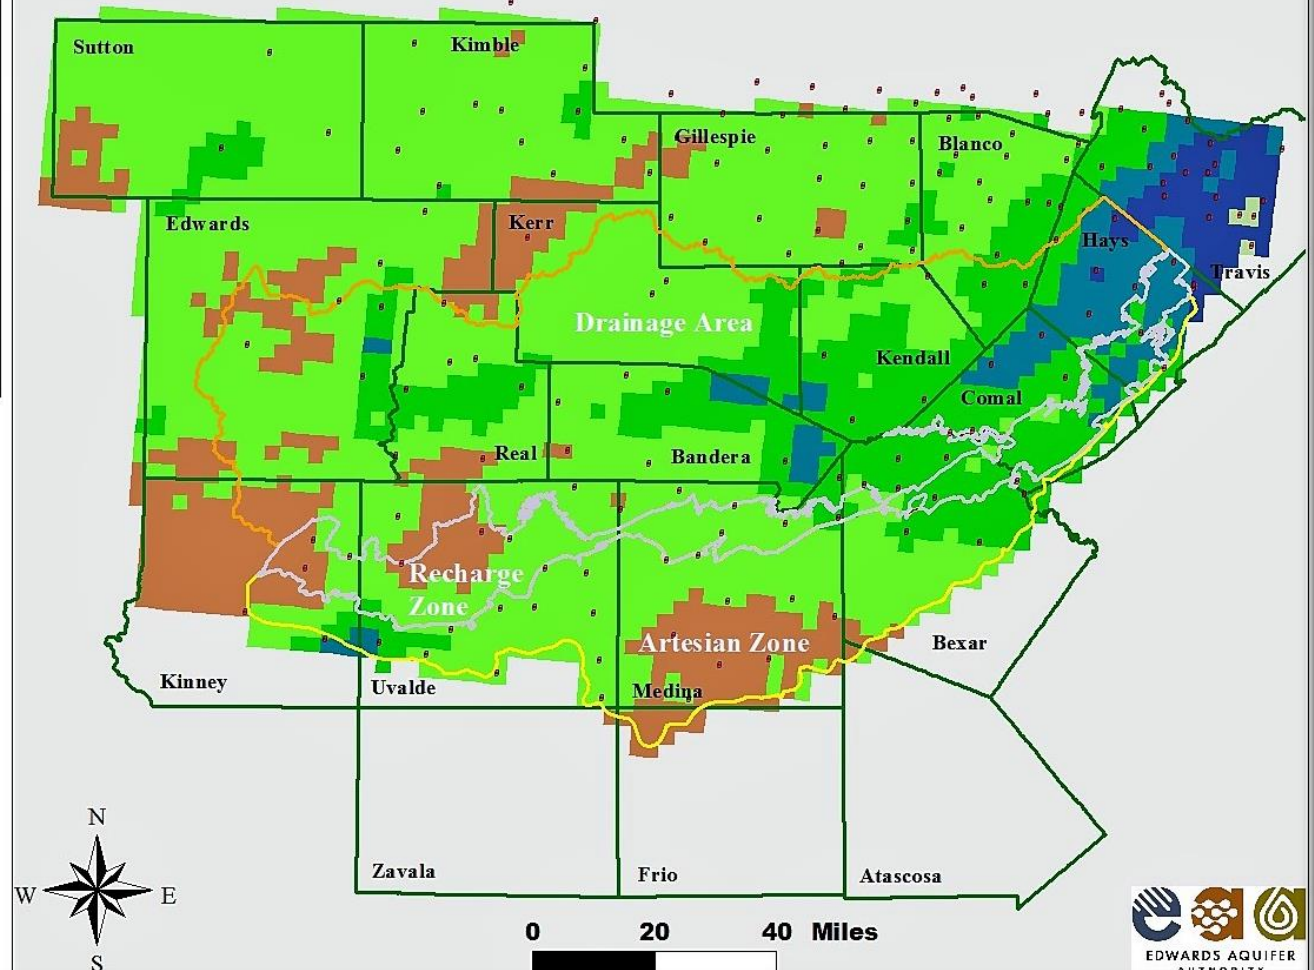 Sutton
Kimble
Gillespie
Blanco
Edwards
Kerr
Hays
Travis
Drainage Area
Kendall
Comal
Real
Bandera
Recharge
Zone
Artesian Zone
Bexar
Kinney
Uvalde
Medina
Zavala
Frio
Atascosa
N
W
E
S
0 20 40 Miles
EDWARDS AQUIFER
AUTHORITY